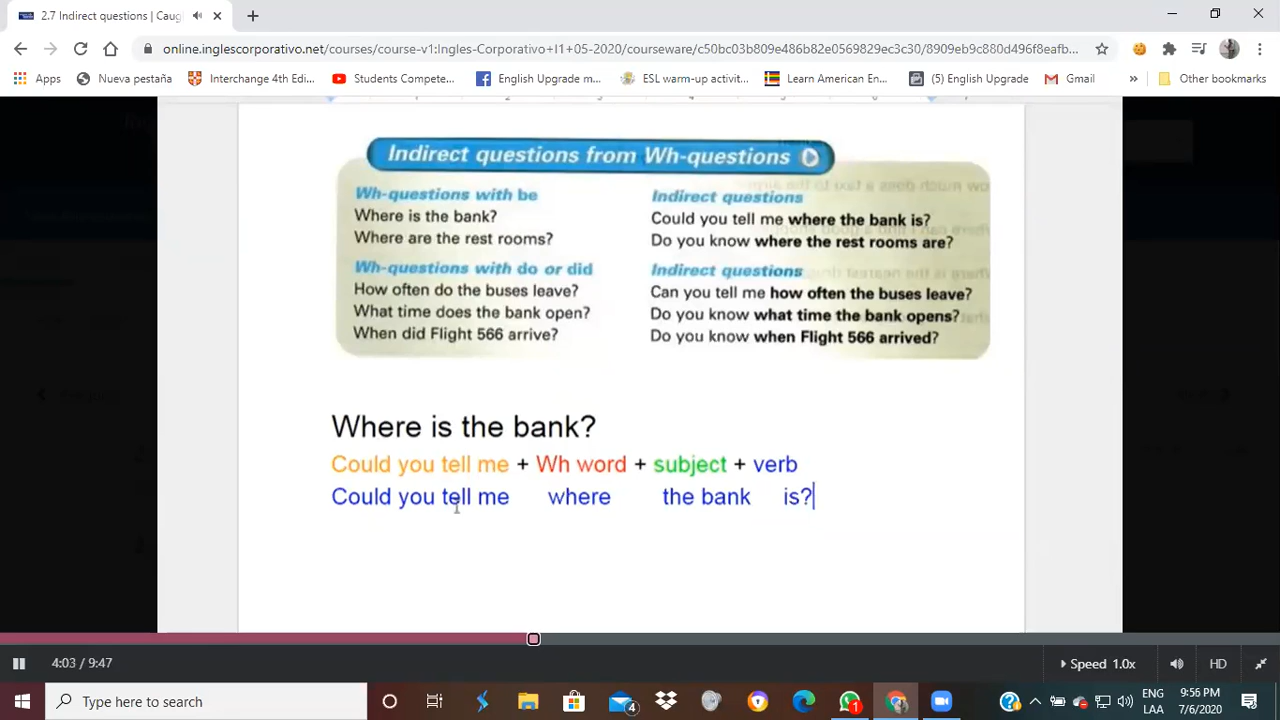 2.7 Indirect questions | Caug
online.inglescorporativo.net/courses/course-v1:Ingles-Corporativo+I1+05-2020/courseware/c50bc03b809e486b82e0569829ec3c30/8909eb9c880d496f8eafb...
Apps Nueva pestaña Interchange 4th Edi... Students Compete... English Upgrade m... ESL warm-up activit... Learn American En... (5) English Upgrade Gmail » Other bookmarks
Indirect questions from Wh-questions
Wh-questions with be
Where is the bank?
Where are the rest rooms?
Wh-questions with do or did
How often do the buses leave?
What time does the bank open?
When did Flight 566 arrive?
Indirect questions
Could you tell me where the bank is?
Do you know where the rest rooms are?
Indirect questions
Can you tell me how often the buses leave?
Do you know what time the bank opens?
Do you know when Flight 566 arrived?
Where is the bank?
Could you tell me + Wh word + subject + verb
Could you tell me where the bank is?
4:03 / 9:47 Speed 1.0x HD
Type here to search
4
1
ENG 9:56 PM
LAA 7/6/2020